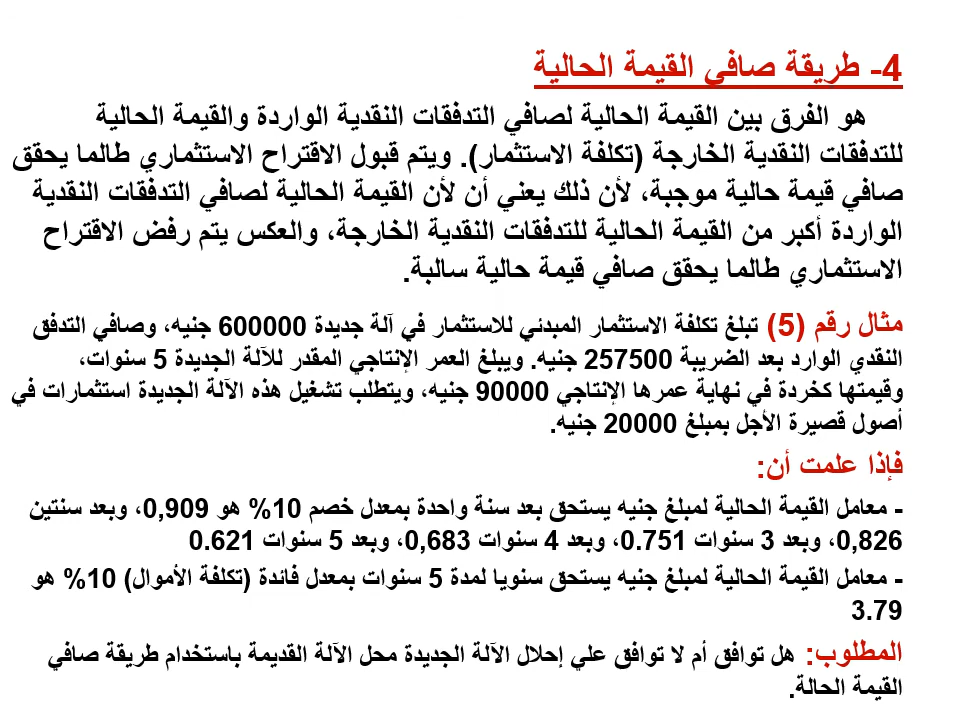 4- طريقة صافي القيمة الحالية
هو الفرق بين القيمة الحالية لصافي التدفقات النقدية الواردة والقيمة الحالية
للتدفقات النقدية الخارجة (تكلفة الاستثمار). ويتم قبول الاقتراح الاستثماري طالما يحقق
صافي قيمة حالية موجبة، لأن ذلك يعني أن لأن القيمة الحالية لصافي التدفقات النقدية
الواردة أكبر من القيمة الحالية للتدفقات النقدية الخارجة، والعكس يتم رفض الاقتراح
الاستثماري طالما يحقق صافي قيمة حالية سالبة.
مثال رقم (5) تبلغ تكلفة الاستثمار المبدئي للاستثمار في آلة جديدة 600000 جنيه، وصافي التدفق
النقدي الوارد بعد الضريبة 257500 جنيه. ويبلغ العمر الإنتاجي المقدر للآلة الجديدة 5 سنوات،
وقيمتها كخردة في نهاية عمرها الإنتاجي 90000 جنيه، ويتطلب تشغيل هذه الآلة الجديدة استثمارات في
أصول قصيرة الأجل بمبلغ 20000 جنيه.
فإذا علمت أن:
- معامل القيمة الحالية لمبلغ جنيه يستحق بعد سنة واحدة بمعدل خصم 10% هو 0,909، وبعد سنتين
0,826، وبعد 3 سنوات 0.751، وبعد 4 سنوات 0,683، وبعد 5 سنوات 0.621
- معامل القيمة الحالية لمبلغ جنيه يستحق سنويا لمدة 5 سنوات بمعدل فائدة (تكلفة الأموال) 10% هو
3.79
المطلوب: هل توافق أم لا توافق علي إحلال الآلة الجديدة محل الآلة القديمة باستخدام طريقة صافي
القيمة الحالة.